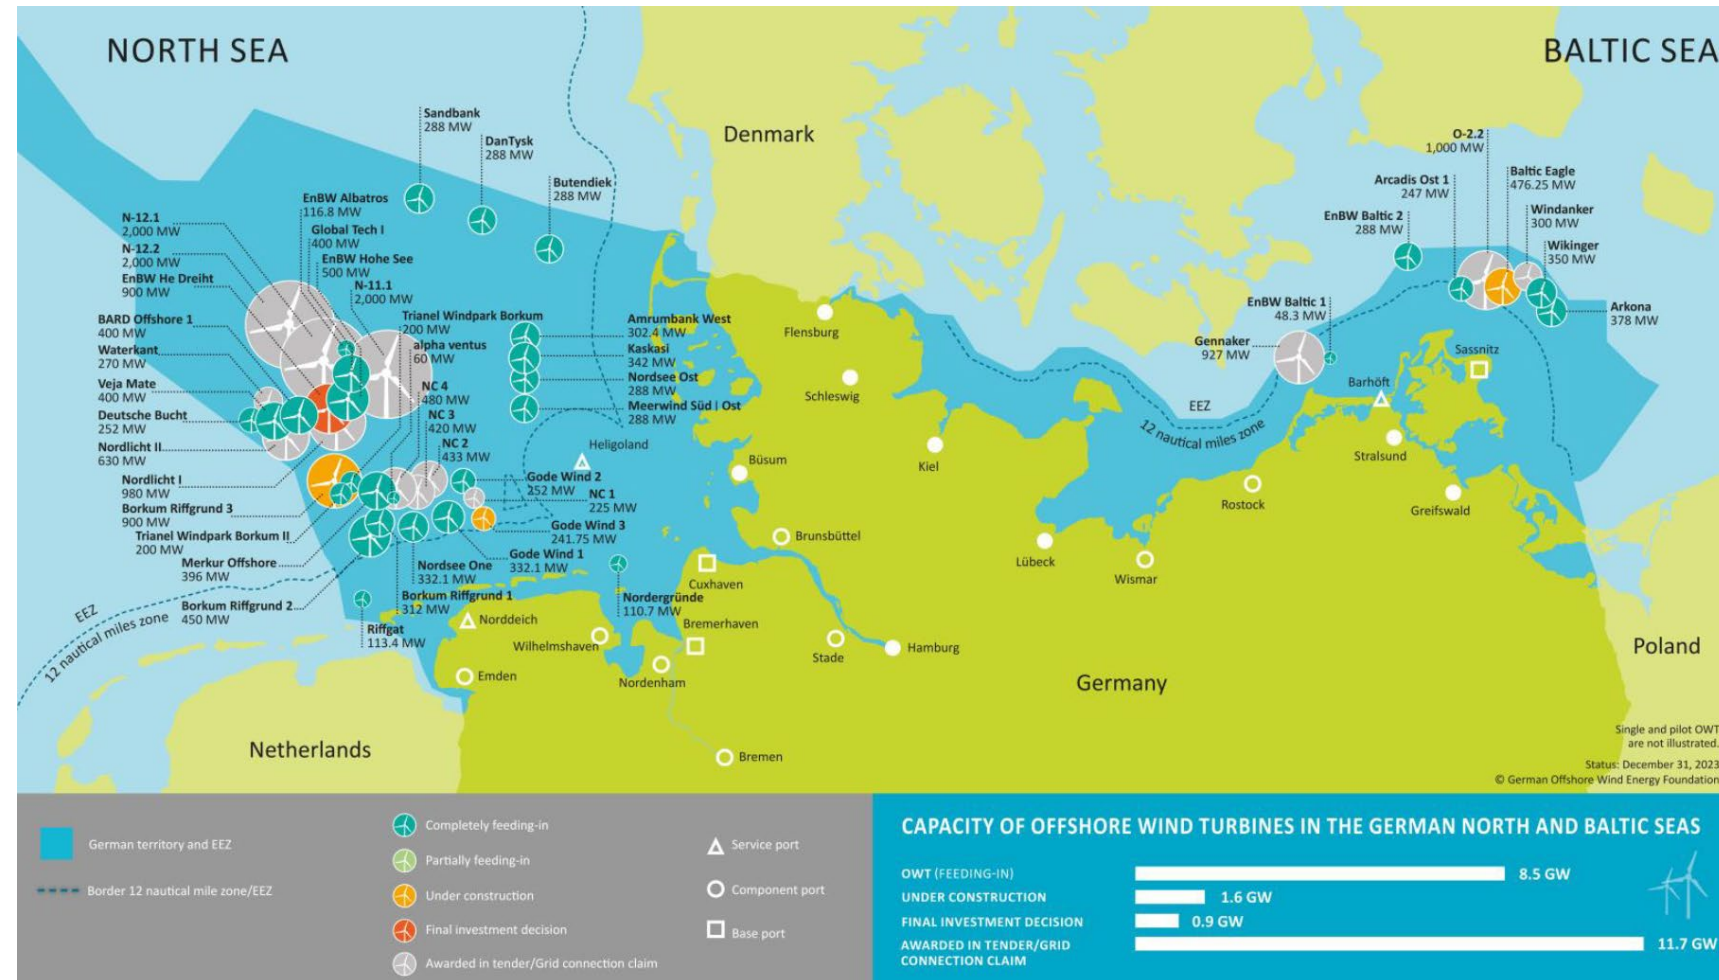 NORTH SEA
BALTIC SEA
Denmark
Sandbank
288 MW
DanTysk
288 MW
Butendiek
288 MW
EnBW Albatros
116.8 MW
Global Tech I
400 MW
EnBW Hohe See
500 MW
N-11.1
2,000 MW
N-12.1
2,000 MW
N-12.2
2,000 MW
EnBW He Dreiht
900 MW
BARD Offshore 1
400 MW
Waterkant
270 MW
Veja Mate
400 MW
Deutsche Bucht
252 MW
Nordlicht II
630 MW
Nordlicht I
980 MW
Borkum Riffgrund 3
900 MW
Trianel Windpark Borkum II
200 MW
Merkur Offshore
396 MW
Borkum Riffgrund 2
450 MW
Trianel Windpark Borkum
200 MW
alpha ventus
60 MW
NC 4
480 MW
NC 3
420 MW
NC 2
433 MW
Amrumbank West
302.4 MW
Kaskasi
342 MW
Nordsee Ost
288 MW
Meerwind Süd | Ost
288 MW
Heligoland
Gode Wind 2
252 MW
NC 1
225 MW
Gode Wind 3
241.75 MW
Gode Wind 1
332.1 MW
Nordsee One
332.1 MW
Borkum Riffgrund 1
312 MW
Riffgat
113.4 MW
Nordergründe
110.7 MW
EEZ
12 nautical miles zone
O-2.2
1,000 MW
Baltic Eagle
476.25 MW
Arcadis Ost 1
247 MW
Windanker
300 MW
EnBW Baltic 2
288 MW
Wikinger
350 MW
Arkona
378 MW
EnBW Baltic 1
48.3 MW
Gennaker
927 MW
EEZ
12 nautical miles zone
Flensburg
Schleswig
Kiel
Büsum
Brunsbüttel
Cuxhaven
Bremerhaven
Norddeich
Wilhelmshaven
Emden
Nordenham
Stade
Hamburg
Bremen
Lübeck
Wismar
Rostock
Barhöft
Sassnitz
Stralsund
Greifswald
Germany
Netherlands
Poland
Single and pilot OWT
are not illustrated.
Status: December 31, 2023
© German Offshore Wind Energy Foundation
German territory and EEZ
Border 12 nautical mile zone/EEZ
Completely feeding-in
Partially feeding-in
Under construction
Final investment decision
Awarded in tender/Grid connection claim
Service port
Component port
Base port
CAPACITY OF OFFSHORE WIND TURBINES IN THE GERMAN NORTH AND BALTIC SEAS
OWT (FEEDING-IN) 8.5 GW
UNDER CONSTRUCTION 1.6 GW
FINAL INVESTMENT DECISION 0.9 GW
AWARDED IN TENDER/GRID
CONNECTION CLAIM 11.7 GW